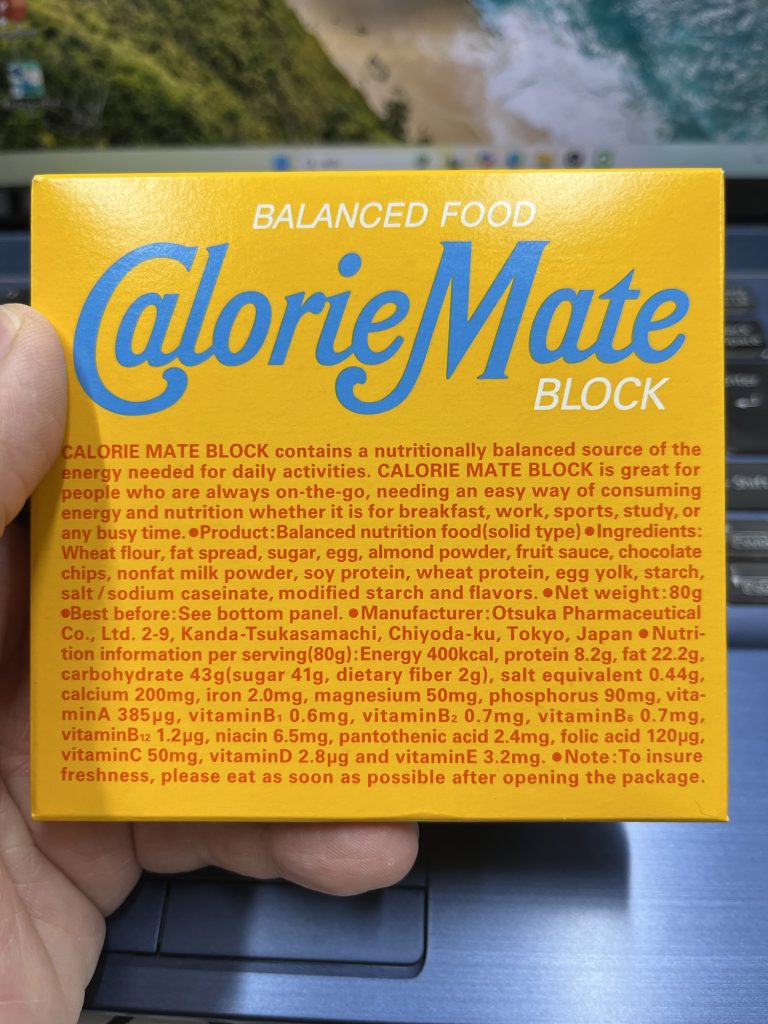 BALANCED FOOD
CalorieMate
BLOCK
CALORIE MATE BLOCK contains a nutritionally balanced source of the
energy needed for daily activities. CALORIE MATE BLOCK is great for
people who are always on-the-go, needing an easy way of consuming
energy and nutrition whether it is for breakfast, work, sports, study, or
any busy time. ●Product:Balanced nutrition food(solid type) ●Ingredients:
Wheat flour, fat spread, sugar, egg, almond powder, fruit sauce, chocolate
chips, nonfat milk powder, soy protein, wheat protein, egg yolk, starch,
salt/sodium caseinate, modified starch and flavors. ●Net weight:80g
●Best before:See bottom panel. ●Manufacturer:Otsuka Pharmaceutical
Co., Ltd. 2-9, Kanda-Tsukasamachi, Chiyoda-ku, Tokyo, Japan ●Nutri-
tion information per serving(80g):Energy 400kcal, protein 8.2g, fat 22.2g,
carbohydrate 43g(sugar 41g, dietary fiber 2g), salt equivalent 0.44g,
calcium 200mg, iron 2.0mg, magnesium 50mg, phosphorus 90mg, vita-
minA 385μg, vitaminB₁ 0.6mg, vitaminB₂ 0.7mg, vitaminB₆ 0.7mg,
vitaminB₁₂ 1.2μg, niacin 6.5mg, pantothenic acid 2.4mg, folic acid 120μg,
vitaminC 50mg, vitaminD 2.8μg and vitaminE 3.2mg. ●Note:To insure
freshness, please eat as soon as possible after opening the package.